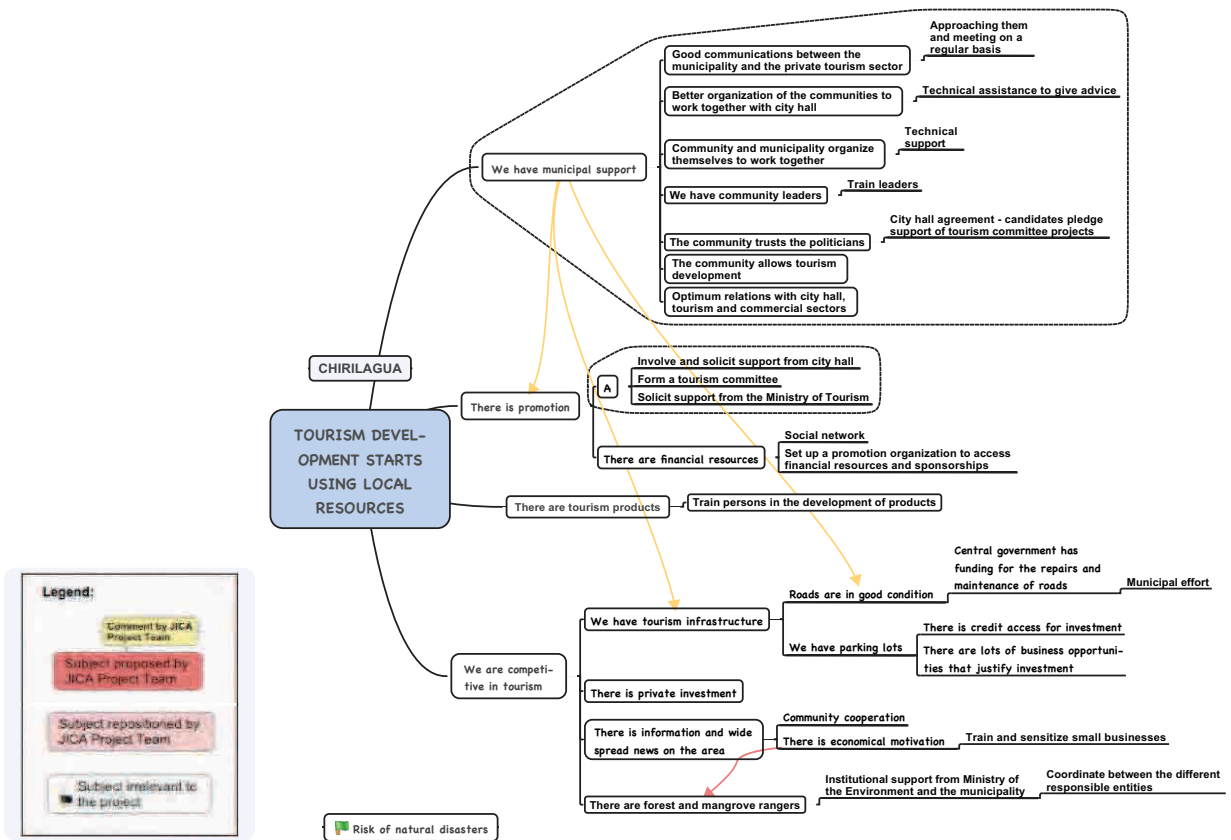 Approaching them
and meeting on a
regular basis
Good communications between the
municipality and the private tourism sector
Better organization of the communities to
work together with city hall
Technical assistance to give advice
Community and municipality organize
themselves to work together
Technical
support
We have municipal support
We have community leaders
Train leaders
City hall agreement - candidates pledge
support of tourism committee projects
The community trusts the politicians
The community allows tourism
development
Optimum relations with city hall,
tourism and commercial sectors
CHIRILAGUA
TOURISM DEVEL-
OPMENT STARTS
USING LOCAL
RESOURCES
There is promotion
A
Involve and solicit support from city hall
Form a tourism committee
Solicit support from the Ministry of Tourism
There are financial resources
Social network
Set up a promotion organization to access
financial resources and sponsorships
There are tourism products
Train persons in the development of products
We are competi-
tive in tourism
We have tourism infrastructure
Roads are in good condition
Central government has
funding for the repairs and
maintenance of roads
Municipal effort
We have parking lots
There is credit access for investment
There are lots of business opportuni-
ties that justify investment
There is private investment
There is information and wide
spread news on the area
Community cooperation
There is economical motivation
Train and sensitize small businesses
There are forest and mangrove rangers
Institutional support from Ministry of
the Environment and the municipality
Coordinate between the different
responsible entities
Risk of natural disasters
Legend:
Comment by JICA
Project Team
Subject proposed by
JICA Project Team
Subject repositioned by
JICA Project Team
Subject irrelevant to
the project